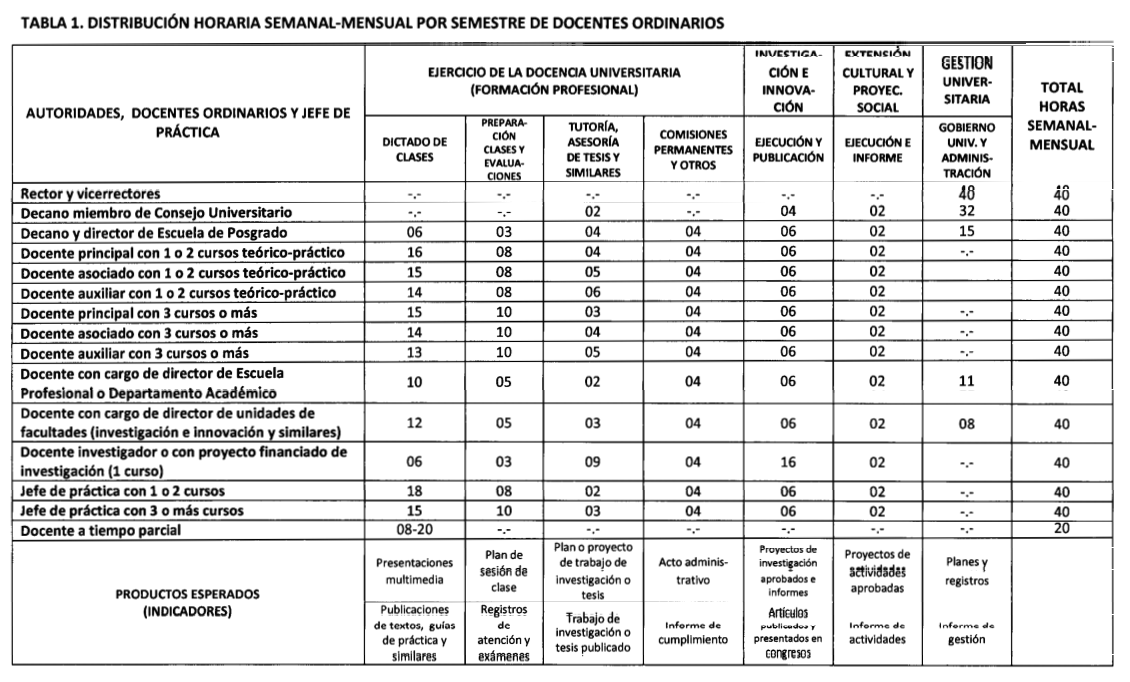 TABLA 1. DISTRIBUCIÓN HORARIA SEMANAL-MENSUAL POR SEMESTRE DE DOCENTES ORDINARIOS
AUTORIDADES, DOCENTES ORDINARIOS Y JEFE DE
PRÁCTICA
EJERCICIO DE LA DOCENCIA UNIVERSITARIA
(FORMACIÓN PROFESIONAL)
INVESTIGA-
CIÓN E
INNOVA-
CIÓN
EXTENSIÓN
CULTURAL Y
PROYEC.
SOCIAL
GESTION
UNIVER-
SITARIA
TOTAL
HORAS
SEMANAL-
MENSUAL
DICTADO DE
CLASES
PREPARA-
CIÓN
CLASES Y
EVALUA-
CIONES
TUTORÍA,
ASESORÍA
DE TESIS Y
SIMILARES
COMISIONES
PERMANENTES
Y OTROS
EJECUCIÓN Y
PUBLICACIÓN
EJECUCIÓN E
INFORME
GOBIERNO
UNIV. Y
ADMINIS-
TRACIÓN
Rector y vicerrectores -.- -.- -.- -.- -.- -.- 40 40
Decano miembro de Consejo Universitario -.- -.- 02 -.- 04 02 32 40
Decano y director de Escuela de Posgrado 06 03 04 04 06 02 15 40
Docente principal con 1 o 2 cursos teórico-práctico 16 08 04 04 06 02 -.- 40
Docente asociado con 1 o 2 cursos teórico-práctico 15 08 05 04 06 02 40
Docente auxiliar con 1 o 2 cursos teórico-práctico 14 08 06 04 06 02 40
Docente principal con 3 cursos o más 15 10 03 04 06 02 -.- 40
Docente asociado con 3 cursos o más 14 10 04 04 06 02 -.- 40
Docente auxiliar con 3 cursos o más 13 10 05 04 06 02 -.- 40
Docente con cargo de director de Escuela
Profesional o Departamento Académico 10 05 02 04 06 02 11 40
Docente con cargo de director de unidades de
facultades (investigación e innovación y similares) 12 05 03 04 06 02 08 40
Docente investigador o con proyecto financiado de
investigación (1 curso) 06 03 09 04 16 02 -.- 40
Jefe de práctica con 1 o 2 cursos 18 08 02 04 06 02 -.- 40
Jefe de práctica con 3 o más cursos 15 10 03 04 06 02 -.- 40
Docente a tiempo parcial 08-20 -.- -.- -.- -.- -.- -.- 20
PRODUCTOS ESPERADOS
(INDICADORES)
Presentaciones
multimedia
Plan de
sesión de
clase
Plan o proyecto
de trabajo de
investigación o
tesis
Acto adminis-
trativo
Proyectos de
investigación
aprobados e
informes
Proyectos de
actividades
aprobadas
Planes y
registros
Publicaciones
de textos, guías
de práctica y
similares
Registros
de
atención y
exámenes
Trabajo de
investigación o
tesis publicado
Informe de
cumplimiento
Artículos
publicados y
presentados en
congresos
Informe de
actividades
Informe de
gestión